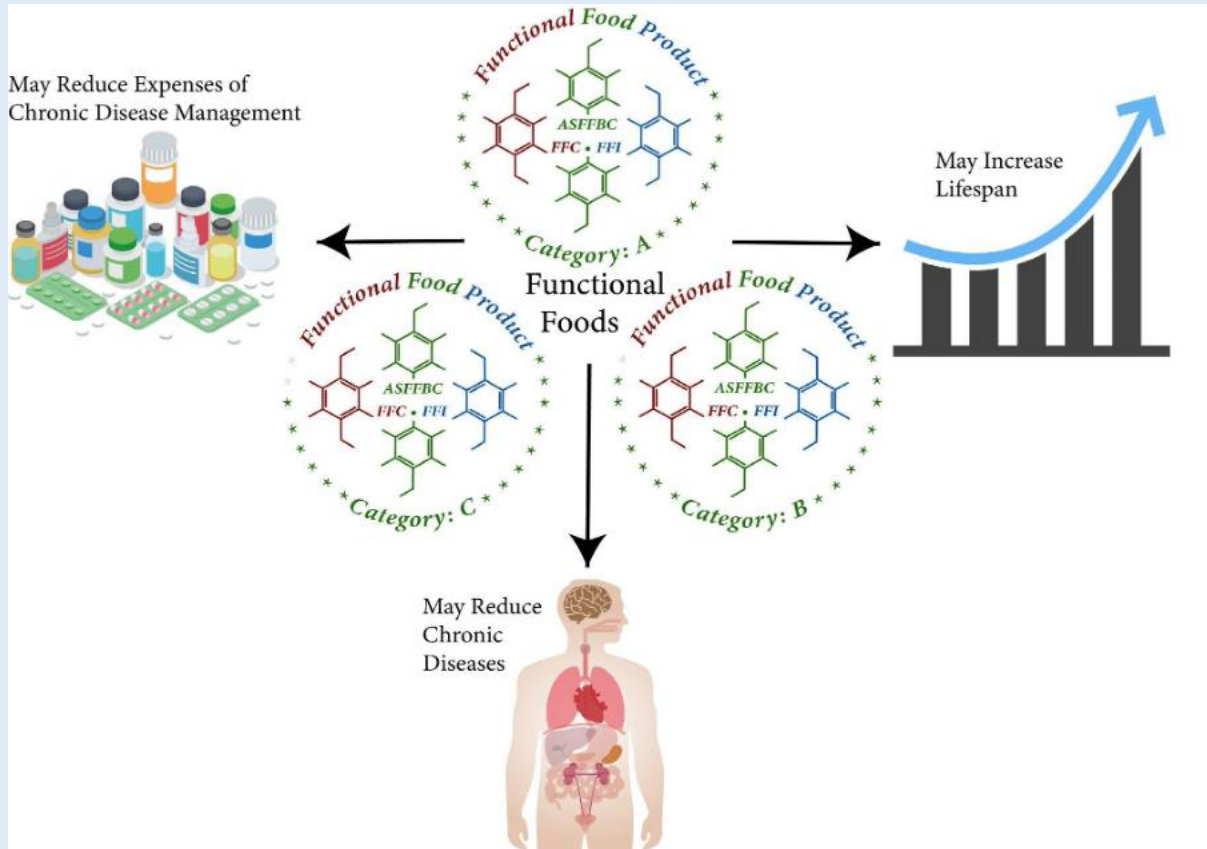 Functional Food Product
ASFFBC
FFC • FFI
Category: A
May Reduce Expenses of
Chronic Disease Management
May Increase
Lifespan
Functional
Foods
Functional Food Product
ASFFBC
FFC • FFI
Category: C
Functional Food Product
ASFFBC
FFC • FFI
Category: B
May Reduce
Chronic
Diseases